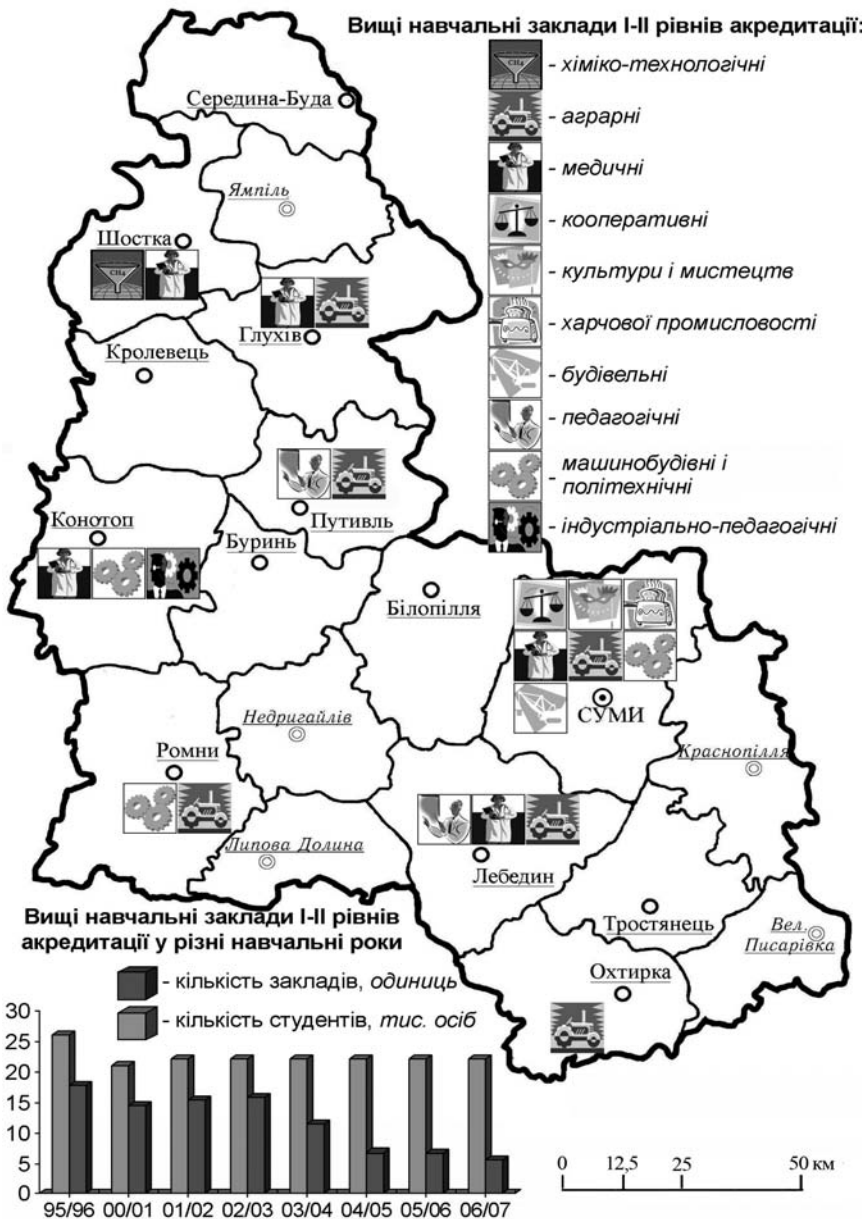 Вищі навчальні заклади І-ІІ рівнів акредитації:
CH4
- хіміко-технологічні
- аграрні
- медичні
- кооперативні
- культури і мистецтв
- харчової промисловості
- будівельні
- педагогічні
- машинобудівні і
політехнічні
- індустріально-педагогічні
Середина-Буда
Ямпіль
Шостка
CH4
Глухів
Кролевець
Путивль
Конотоп
Буринь
Білопілля
СУМИ
Недригайлів
Краснопілля
Ромни
Липова Долина
Лебедин
Тростянець
Вел.
Писарівка
Охтирка
Вищі навчальні заклади І-ІІ рівнів
акредитації у різні навчальні роки
- кількість закладів, одиниць
- кількість студентів, тис. осіб
30
25
20
15
10
5
0
95/96 00/01 01/02 02/03 03/04 04/05 05/06 06/07
0 12,5 25 50 км